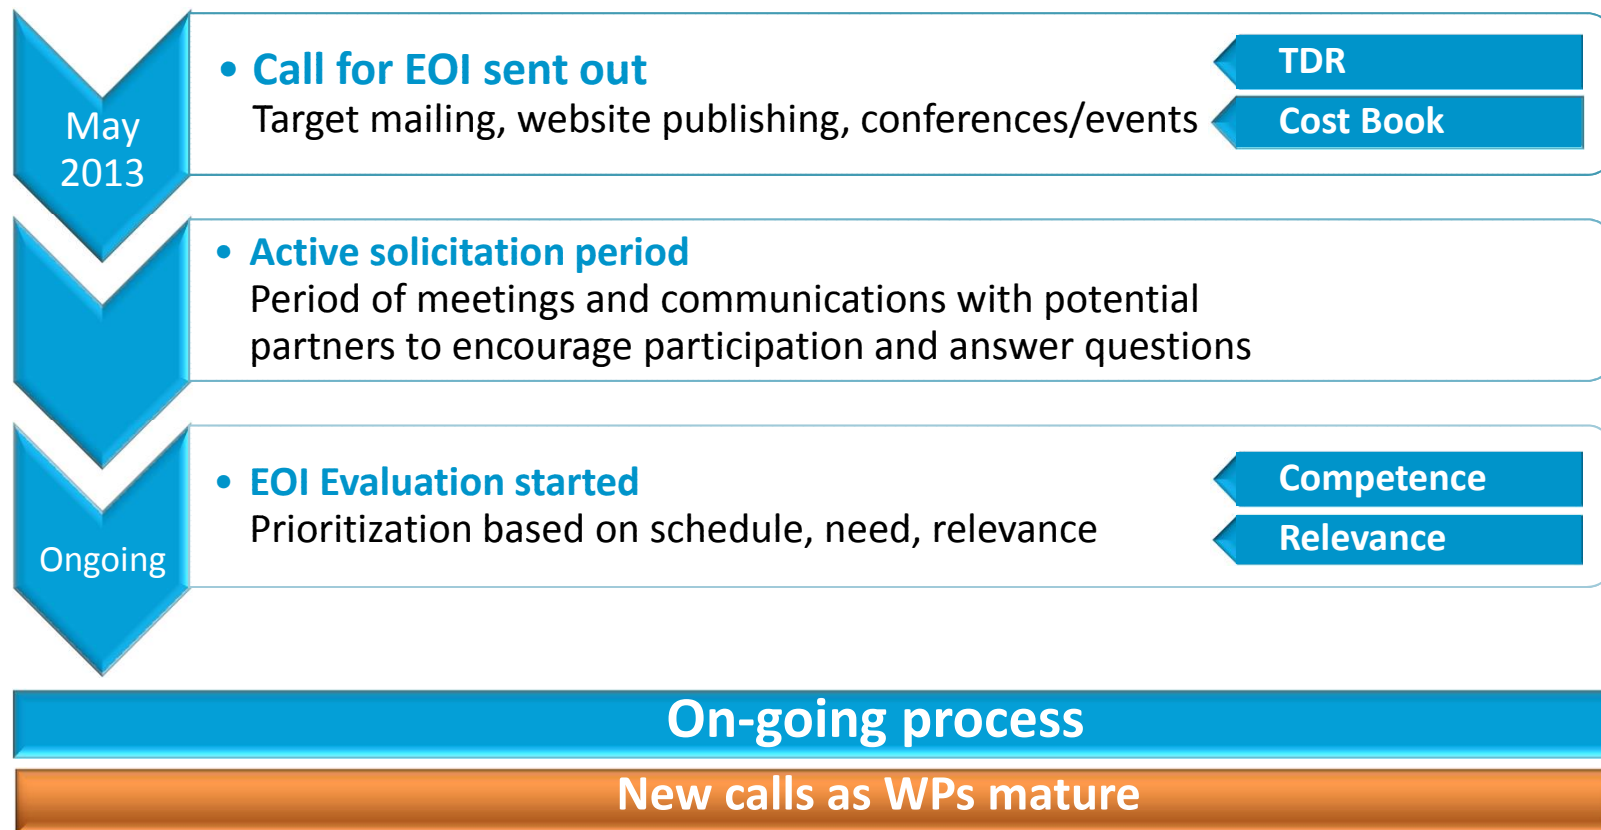 May
2013
• Call for EOI sent out
Target mailing, website publishing, conferences/events
TDR
Cost Book
• Active solicitation period
Period of meetings and communications with potential
partners to encourage participation and answer questions
Ongoing
• EOI Evaluation started
Prioritization based on schedule, need, relevance
Competence
Relevance
On-going process
New calls as WPs mature